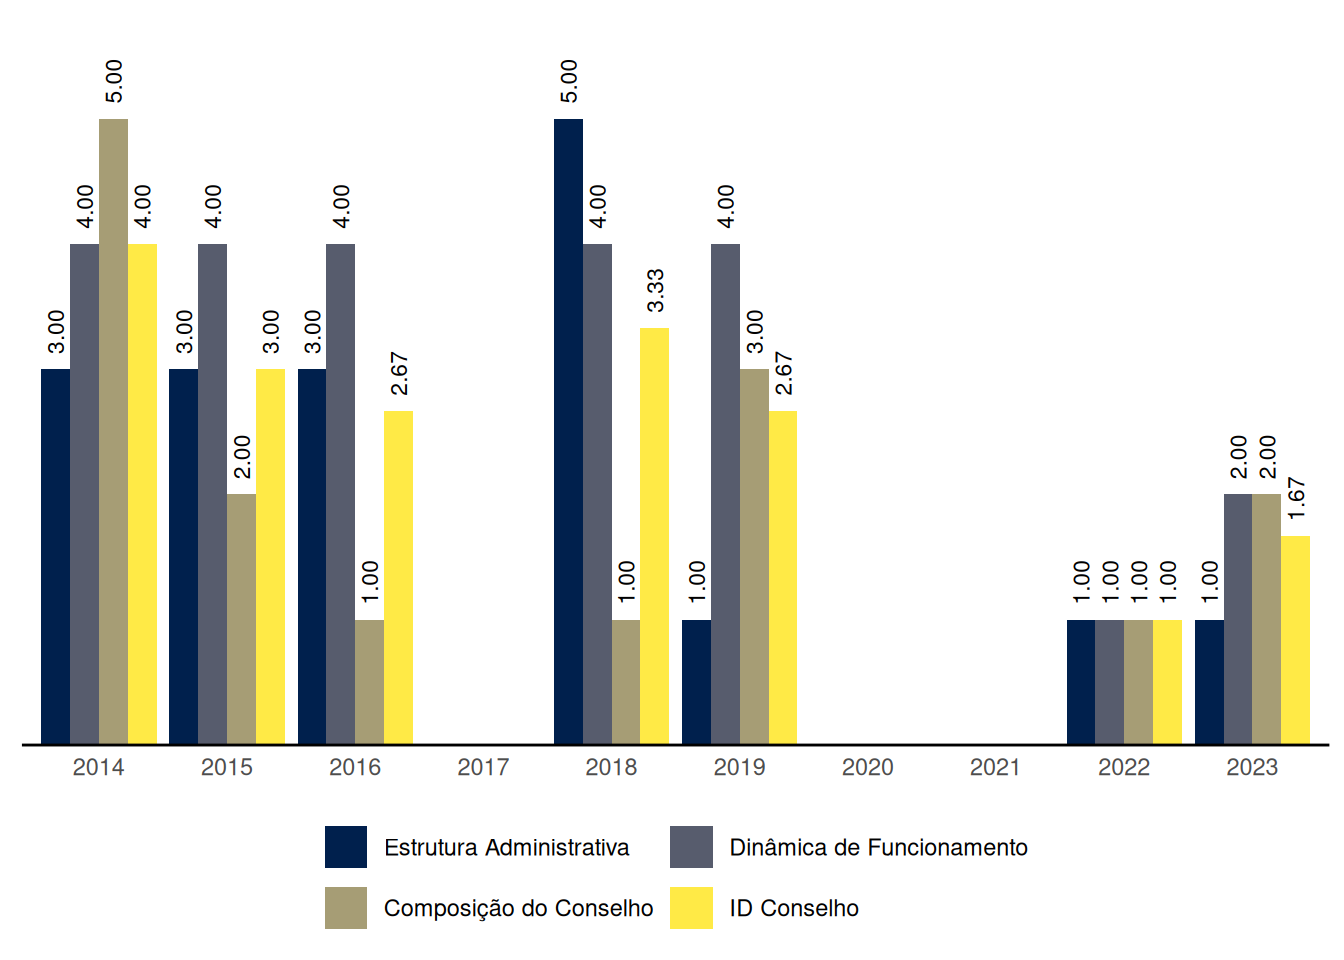 3.00 4.00 5.00 4.00
3.00 4.00 2.00 3.00
3.00 4.00 1.00 2.67
5.00 4.00 1.00 3.33
1.00 4.00 3.00 2.67
1.00 1.00 1.00 1.00
1.00 2.00 2.00 1.67
2014 2015 2016 2017 2018 2019 2020 2021 2022 2023
Estrutura Administrativa Dinâmica de Funcionamento
Composição do Conselho ID Conselho